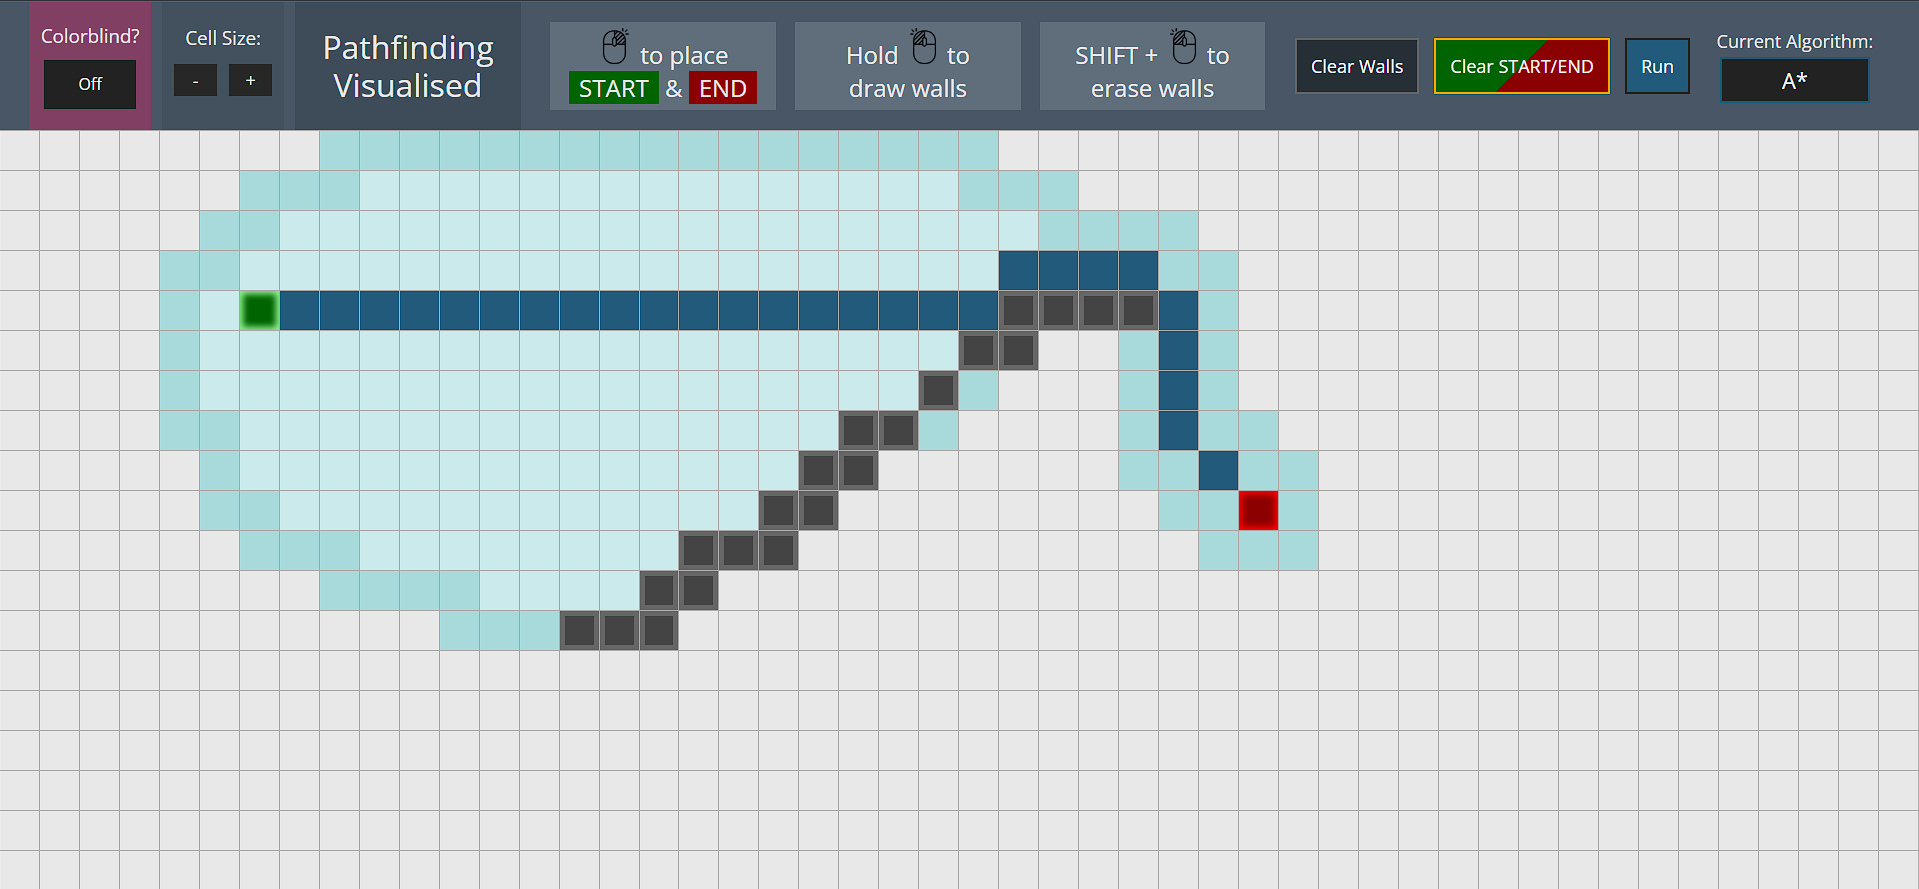 Colorblind?
Off
Cell Size:
- +
Pathfinding
Visualised
to place
START & END
Hold to
draw walls
SHIFT + to
erase walls
Clear Walls
Clear START/END
Run
Current Algorithm:
A*